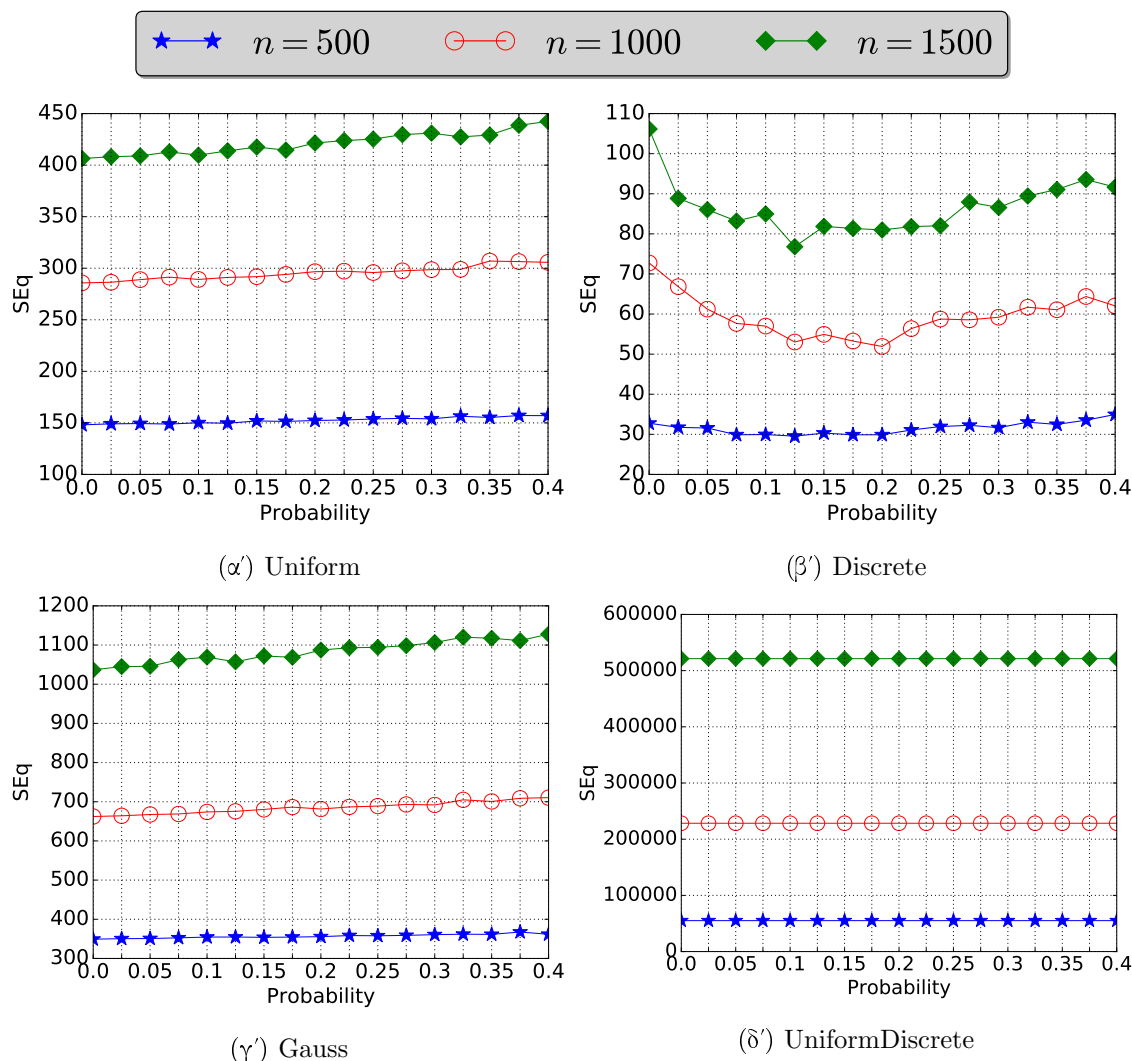 n = 500 n = 1000 n = 1500
450
400
350
300
250
200
150
100
SEq
0.0 0.05 0.1 0.15 0.2 0.25 0.3 0.35 0.4
Probability
(α′) Uniform
110
100
90
80
70
60
50
40
30
20
SEq
0.0 0.05 0.1 0.15 0.2 0.25 0.3 0.35 0.4
Probability
(β′) Discrete
1200
1100
1000
900
800
700
600
500
400
300
SEq
0.0 0.05 0.1 0.15 0.2 0.25 0.3 0.35 0.4
Probability
(γ′) Gauss
600000
500000
400000
300000
200000
100000
0
SEq
0.0 0.05 0.1 0.15 0.2 0.25 0.3 0.35 0.4
Probability
(δ′) UniformDiscrete